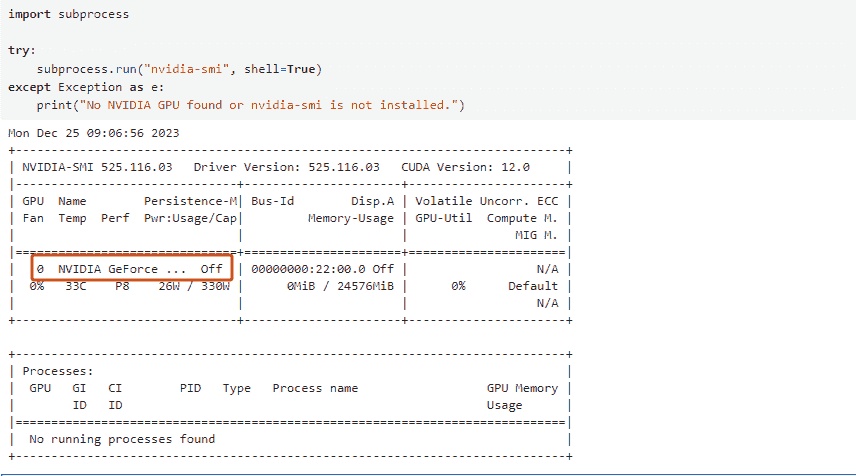 import subprocess
try:
    subprocess.run("nvidia-smi", shell=True)
except Exception as e:
    print("No NVIDIA GPU found or nvidia-smi is not installed.")
Mon Dec 25 09:06:56 2023
+-----------------------------------------------------------------------------+
| NVIDIA-SMI 525.116.03   Driver Version: 525.116.03   CUDA Version: 12.0     |
|-------------------------------+----------------------+----------------------+
| GPU  Name        Persistence-M| Bus-Id        Disp.A | Volatile Uncorr. ECC |
| Fan  Temp  Perf  Pwr:Usage/Cap|         Memory-Usage | GPU-Util  Compute M. |
|                               |                      |               MIG M. |
|===============================+======================+======================|
|   0  NVIDIA GeForce ...  Off  | 00000000:22:00.0 Off |                  N/A |
|  0%   33C    P8    26W / 330W |      0MiB / 24576MiB |      0%      Default |
|                               |                      |                  N/A |
+-------------------------------+----------------------+----------------------+
+-----------------------------------------------------------------------------+
| Processes:                                                                  |
|  GPU   GI   CI        PID   Type   Process name                  GPU Memory |
|        ID   ID                                                   Usage      |
|=============================================================================|
|  No running processes found                                                 |
+-----------------------------------------------------------------------------+